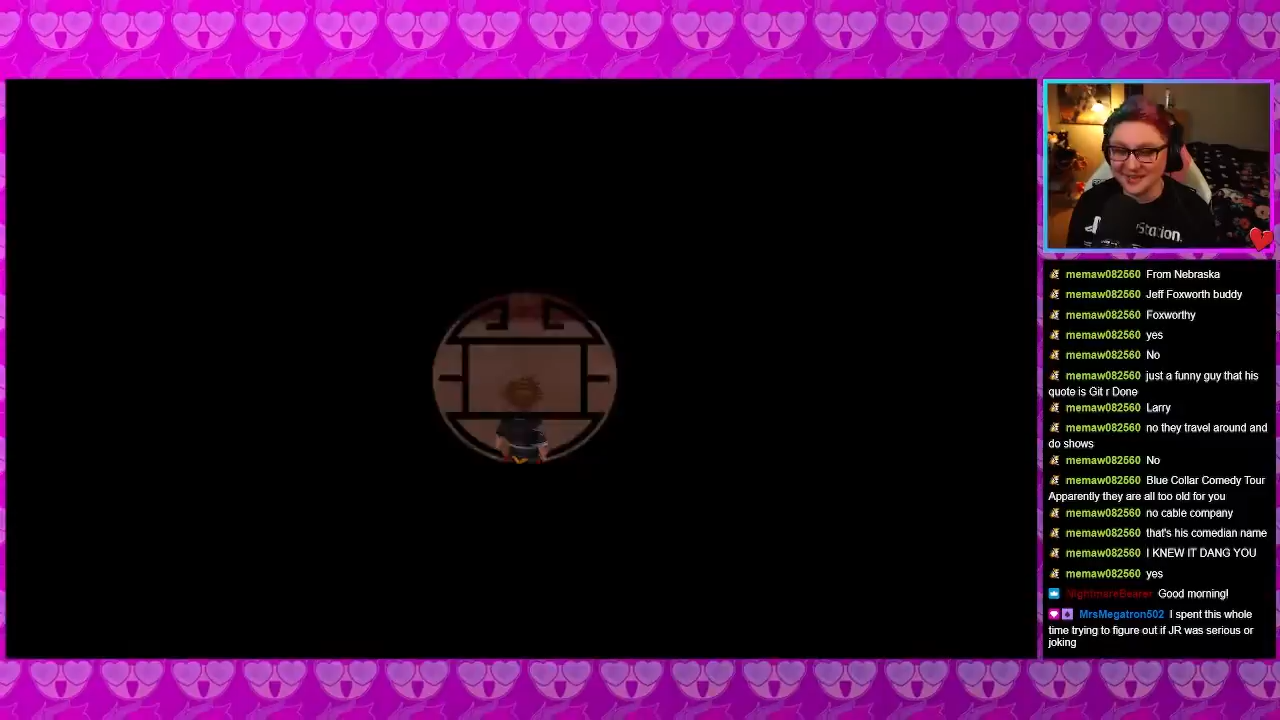 Station.
memaw082560 From Nebraska
memaw082560 Jeff Foxworth buddy
memaw082560 Foxworthy
memaw082560 yes
memaw082560 No
memaw082560 just a funny guy that his
quote is Git r Done
memaw082560 Larry
memaw082560 no they travel around and
do shows
memaw082560 No
memaw082560 Blue Collar Comedy Tour
Apparently they are all too old for you
memaw082560 no cable company
memaw082560 that's his comedian name
memaw082560 I KNEW IT DANG YOU
memaw082560 yes
NightmareBearer Good morning!
MrsMegatron502 I spent this whole
time trying to figure out if JR was serious or
joking